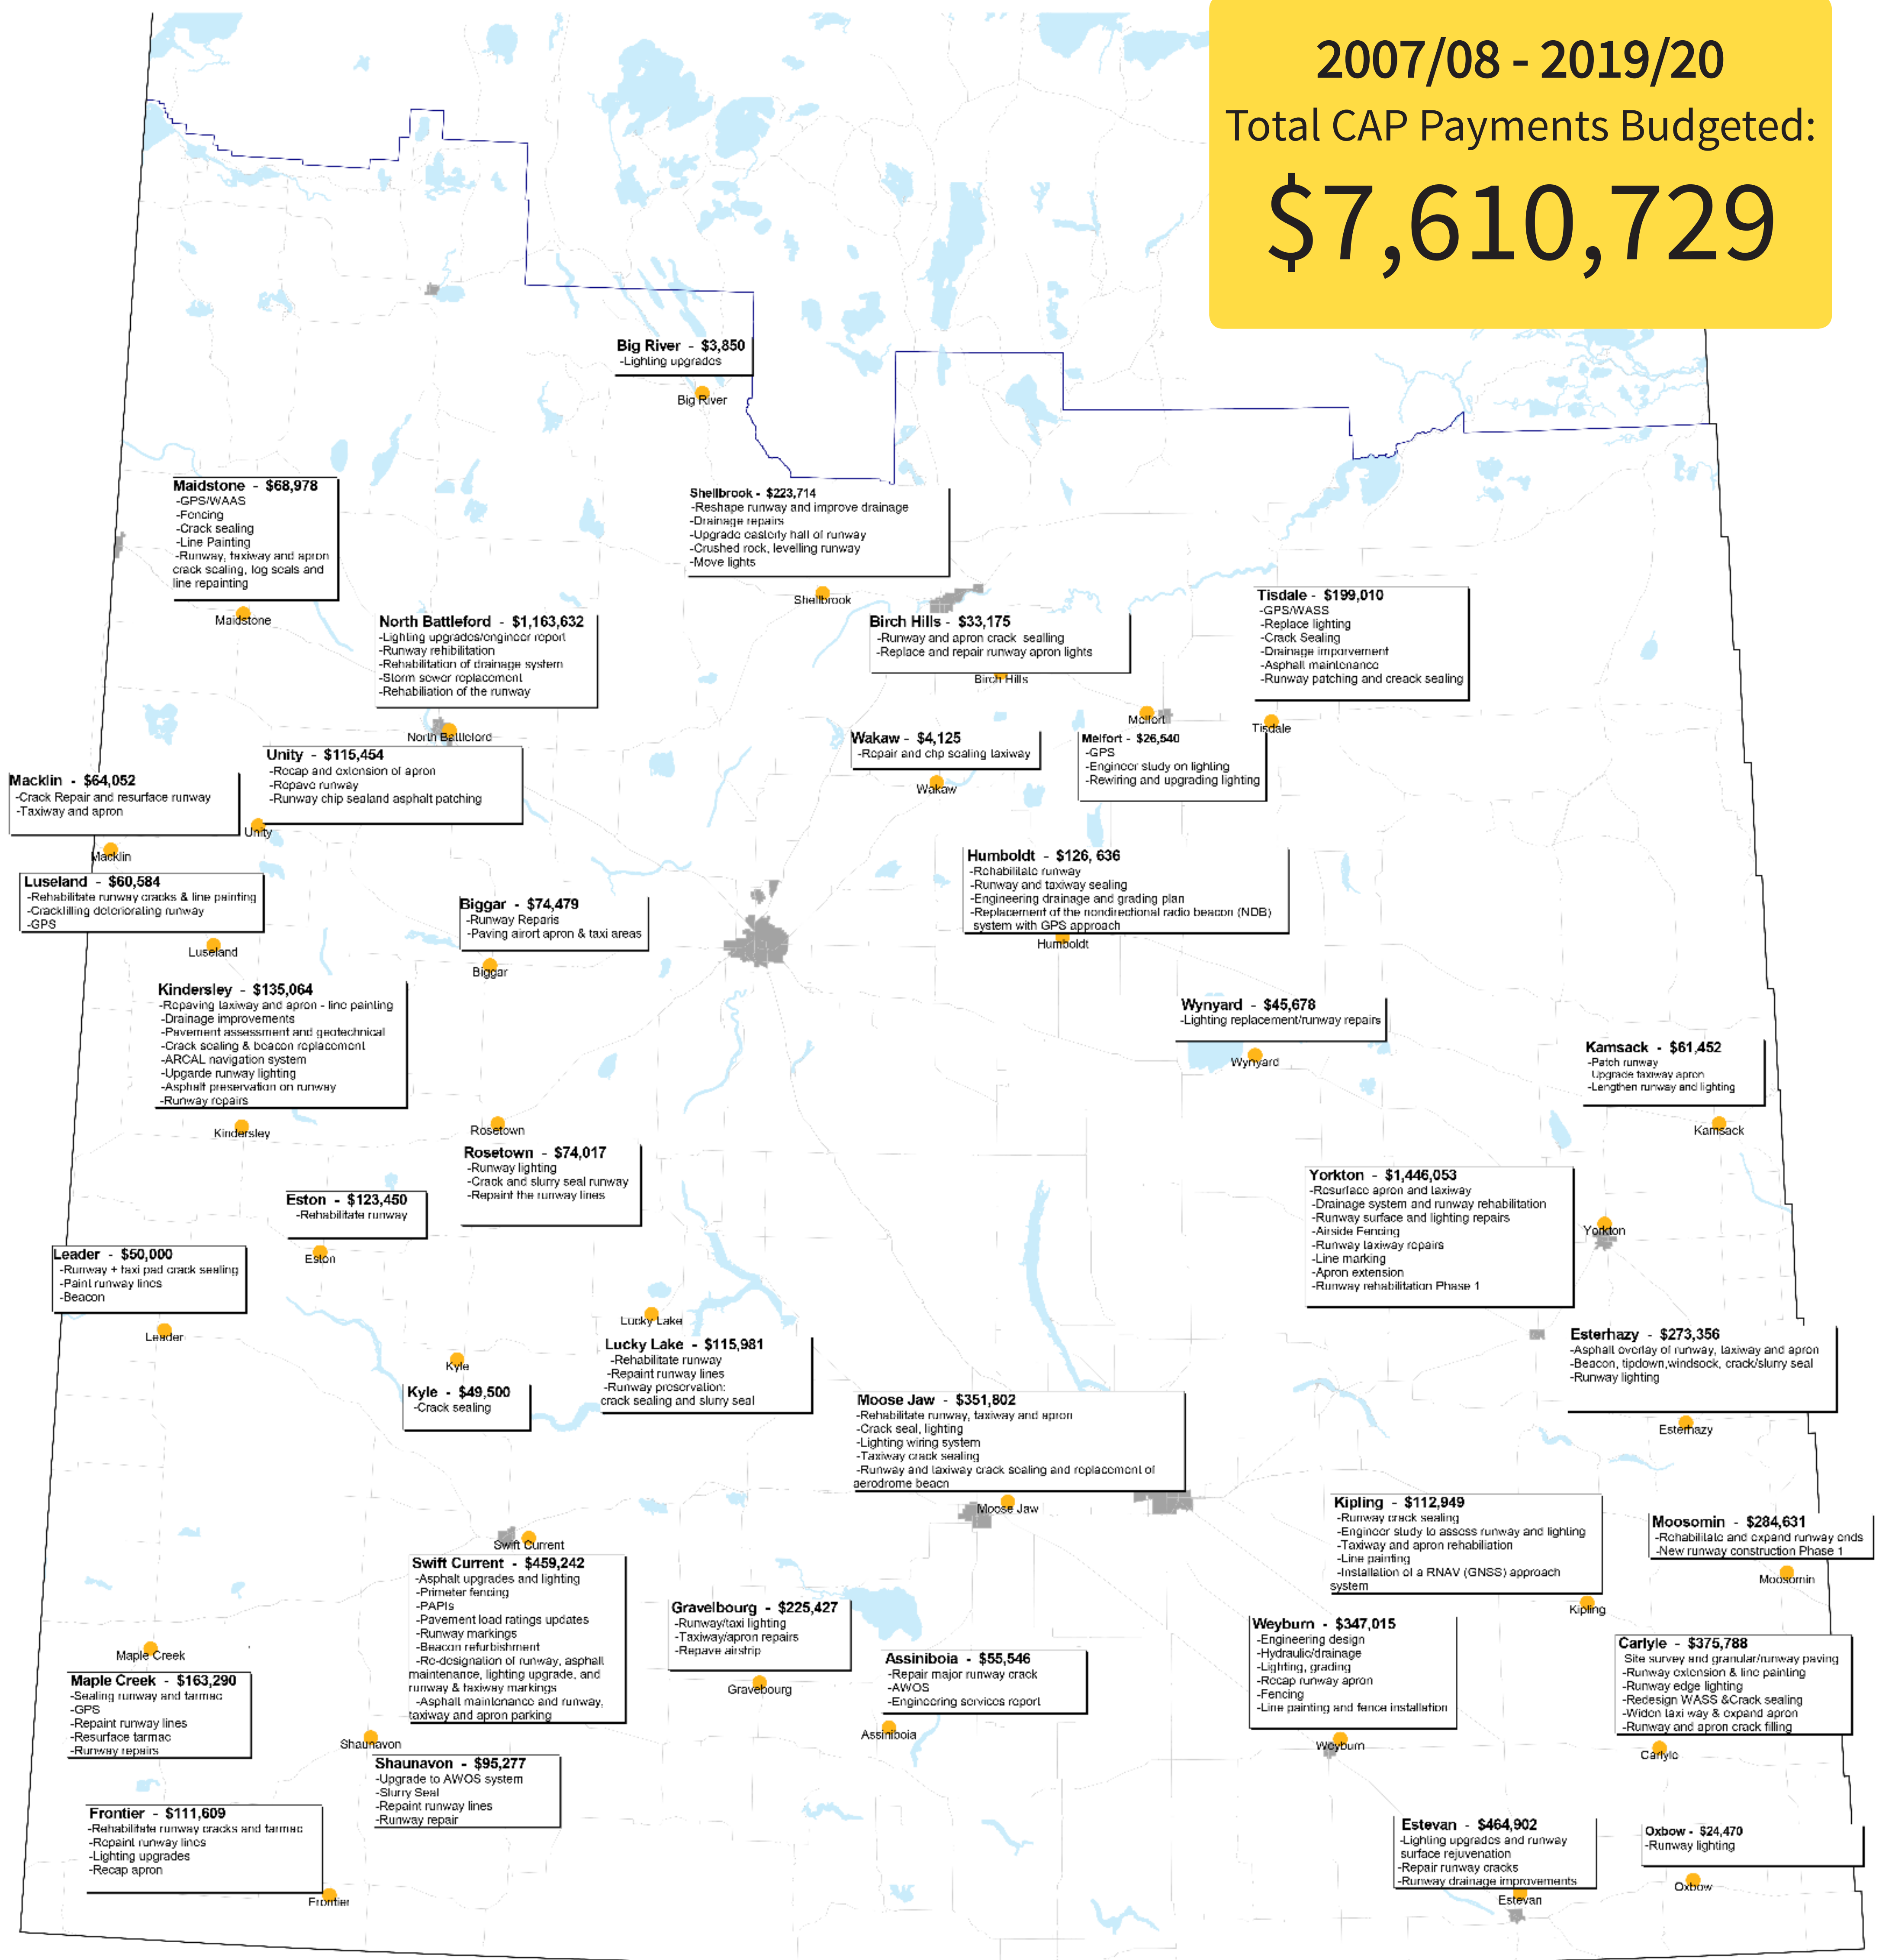 2007/08 - 2019/20
Total CAP Payments Budgeted:
$7,610,729
Big River - $3,850
-Lighting upgrades
Big River
Maidstone - $68,978
-GPS/WAAS
-Fencing
-Crack sealing
-Line Painting
-Runway, taxiway and apron
crack sealing, log seals and
line repainting
Maidstone
Shellbrook - $223,714
-Reshape runway and improve drainage
-Drainage repairs
-Upgrade easterly half of runway
-Crushed rock, levelling runway
-Move lights
Shellbrook
North Battleford - $1,163,632
-Lighting upgrades/engineer report
-Runway rehibilitation
-Rehabilitation of drainage system
-Storm sewer replacement
-Rehabiliation of the runway
North Battleford
Birch Hills - $33,175
-Runway and apron crack sealling
-Replace and repair runway apron lights
Birch Hills
Tisdale - $199,010
-GPS/WASS
-Replace lighting
-Crack Sealing
-Drainage imporvement
-Asphalt maintenance
-Runway patching and creack sealing
Tisdale
Melfort
Melfort - $26,540
-GPS
-Engineer study on lighting
-Rewiring and upgrading lighting
Wakaw - $4,125
-Repair and chp sealing taxiway
Wakaw
Unity - $115,454
-Recap and extension of apron
-Repave runway
-Runway chip sealand asphalt patching
Unity
Macklin - $64,052
-Crack Repair and resurface runway
-Taxiway and apron
Macklin
Luseland - $60,584
-Rehabilitate runway cracks & line painting
-Crackfilling deteriorating runway
-GPS
Luseland
Biggar - $74,479
-Runway Reparis
-Paving airort apron & taxi areas
Biggar
Humboldt - $126, 636
-Rehabilitate runway
-Runway and taxiway sealing
-Engineering drainage and grading plan
-Replacement of the nondirectional radio beacon (NDB)
system with GPS approach
Humboldt
Kindersley - $135,064
-Repaving taxiway and apron - line painting
-Drainage improvements
-Pavement assessment and geotechnical
-Crack sealing & beacon replacement
-ARCAL navigation system
-Upgarde runway lighting
-Asphalt preservation on runway
-Runway repairs
Kindersley
Wynyard - $45,678
-Lighting replacement/runway repairs
Wynyard
Kamsack - $61,452
-Patch runway
Upgrade taxiway apron
-Lengthen runway and lighting
Kamsack
Rosetown
Rosetown - $74,017
-Runway lighting
-Crack and slurry seal runway
-Repaint the runway lines
Eston - $123,450
-Rehabilitate runway
Eston
Yorkton - $1,446,053
-Resurface apron and taxiway
-Drainage system and runway rehabilitation
-Runway surface and lighting repairs
-Airside Fencing
-Runway taxiway repairs
-Line marking
-Apron extension
-Runway rehabilitation Phase 1
Yorkton
Leader - $50,000
-Runway + taxi pad crack sealing
-Paint runway lines
-Beacon
Leader
Lucky Lake
Lucky Lake - $115,981
-Rehabilitate runway
-Repaint runway lines
-Runway preservation:
crack sealing and slurry seal
Kyle
Kyle - $49,500
-Crack sealing
Esterhazy - $273,356
-Asphalt overlay of runway, taxiway and apron
-Beacon, tipdown,windsock, crack/slurry seal
-Runway lighting
Esterhazy
Moose Jaw - $351,802
-Rehabilitate runway, taxiway and apron
-Crack seal, lighting
-Lighting wiring system
-Taxiway crack sealing
-Runway and taxiway crack sealing and replacement of
aerodrome beacn
Moose Jaw
Kipling - $112,949
-Runway crack sealing
-Engineer study to assess runway and lighting
-Taxiway and apron rehabiliation
-Line painting
-Installation of a RNAV (GNSS) approach
system
Kipling
Moosomin - $284,631
-Rehabilitate and expand runway ends
-New runway construction Phase 1
Moosomin
Swift Current
Swift Current - $459,242
-Asphalt upgrades and lighting
-Primeter fencing
-PAPIs
-Pavement load ratings updates
-Runway markings
-Beacon refurbishment
-Re-designation of runway, asphalt
maintenance, lighting upgrade, and
runway & taxiway markings
-Asphalt maintenance and runway,
taxiway and apron parking
Gravelbourg - $225,427
-Runway/taxi lighting
-Taxiway/apron repairs
-Repave airstrip
Gravebourg
Assiniboia - $55,546
-Repair major runway crack
-AWOS
-Engineering services report
Assiniboia
Weyburn - $347,015
-Engineering design
-Hydraulic/drainage
-Lighting, grading
-Recap runway apron
-Fencing
-Line painting and fence installation
Weyburn
Carlyle - $375,788
Site survey and granular/runway paving
-Runway extension & line painting
-Runway edge lighting
-Redesign WASS &Crack sealing
-Widen taxi way & expand apron
-Runway and apron crack filling
Carlyle
Maple Creek
Maple Creek - $163,290
-Sealing runway and tarmac
-GPS
-Repaint runway lines
-Resurface tarmac
-Runway repairs
Shaunavon
Shaunavon - $95,277
-Upgrade to AWOS system
-Slurry Seal
-Repaint runway lines
-Runway repair
Frontier - $111,609
-Rehabilitate runway cracks and tarmac
-Repaint runway lines
-Lighting upgrades
-Recap apron
Frontier
Estevan - $464,902
-Lighting upgrades and runway
surface rejuvenation
-Repair runway cracks
-Runway drainage improvements
Estevan
Oxbow - $24,470
-Runway lighting
Oxbow